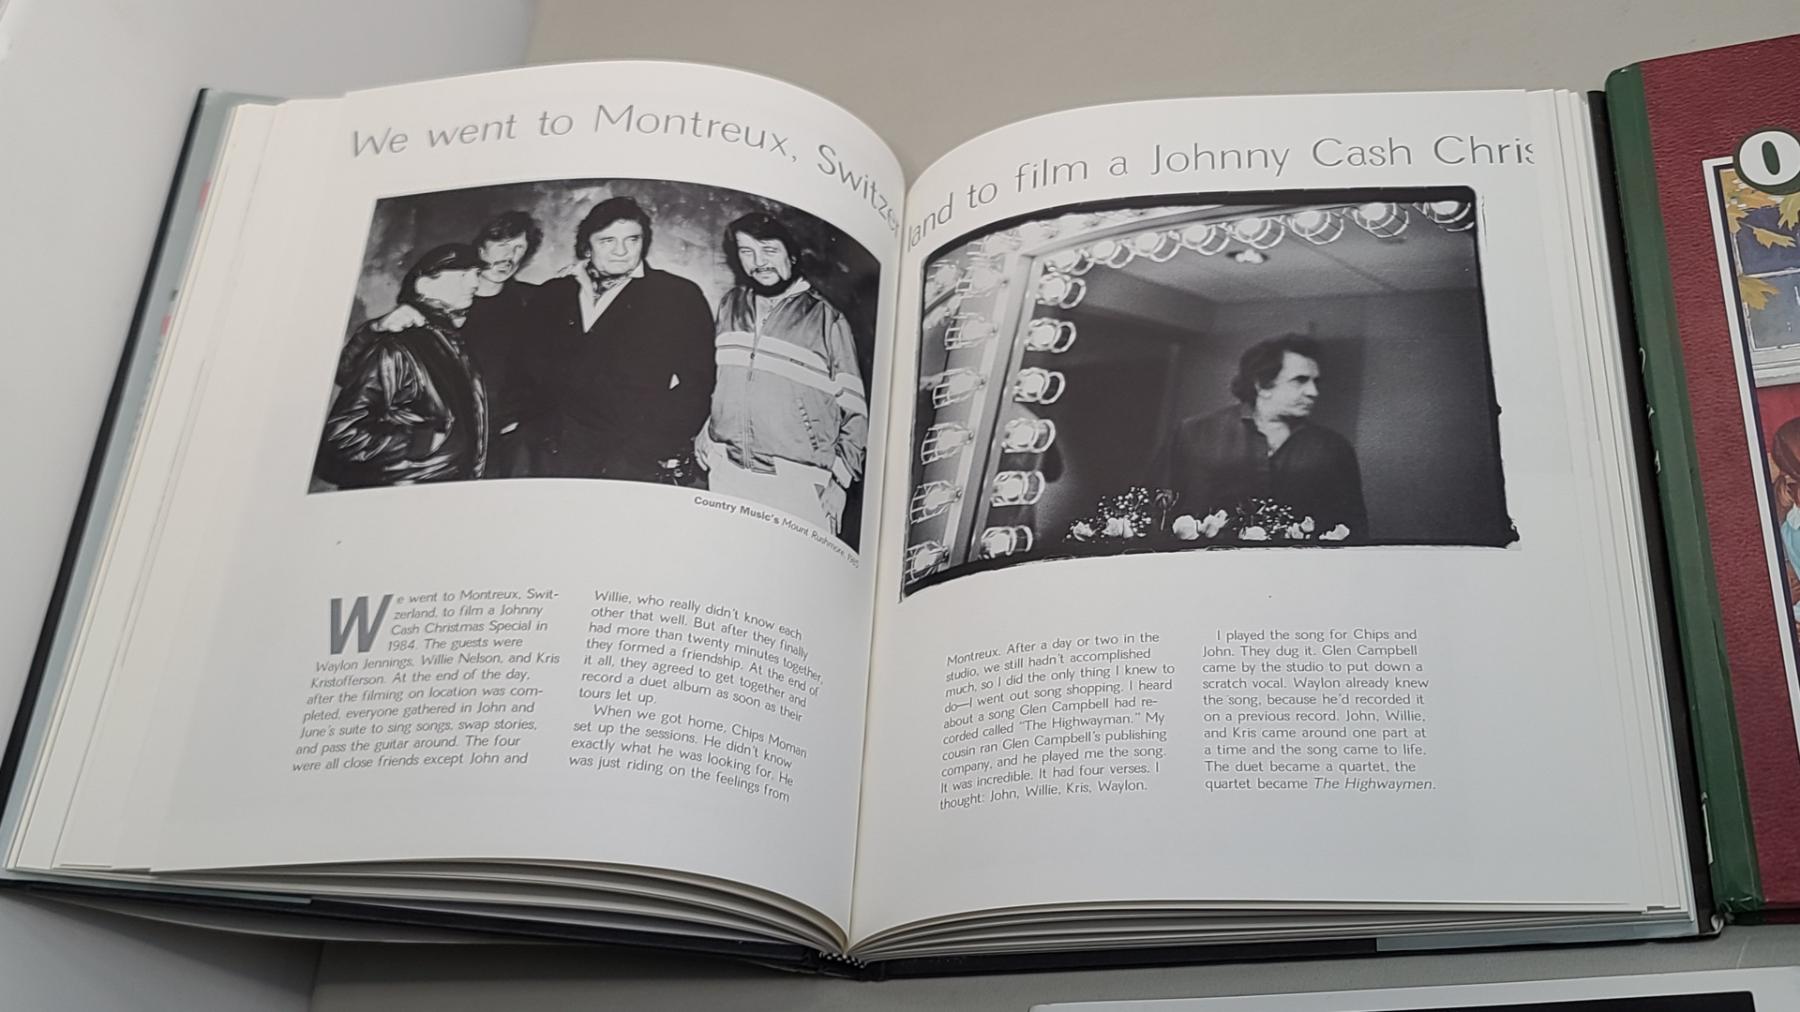 We went to Montreux, Switzer
land to film a Johnny Cash Chris
Country Music's Mount Rushmore, 1985
We went to Montreux, Swit-
zerland, to film a Johnny
Cash Christmas Special in
1984. The guests were
Waylon Jennings, Willie Nelson, and Kris
Kristofferson. At the end of the day,
after the filming on location was com-
pleted, everyone gathered in John and
June's suite to sing songs, swap stories,
and pass the guitar around. The four
were all close friends except John and
Willie, who really didn't know each
other that well. But after they finally
had more than twenty minutes together,
they formed a friendship. At the end of
it all, they agreed to get together and
record a duet album as soon as their
tours let up.
When we got home, Chips Moman
set up the sessions. He didn't know
exactly what he was looking for. He
was just riding on the feelings from
Montreux. After a day or two in the
studio, we still hadn't accomplished
much, so I did the only thing I knew to
do—I went out song shopping. I heard
about a song Glen Campbell had re-
corded called "The Highwayman." My
cousin ran Glen Campbell's publishing
company, and he played me the song.
It was incredible. It had four verses. I
thought: John, Willie, Kris, Waylon.
I played the song for Chips and
John. They dug it. Glen Campbell
came by the studio to put down a
scratch vocal. Waylon already knew
the song, because he'd recorded it
on a previous record. John, Willie,
and Kris came around one part at
a time and the song came to life.
The duet became a quartet, the
quartet became The Highwaymen.
O